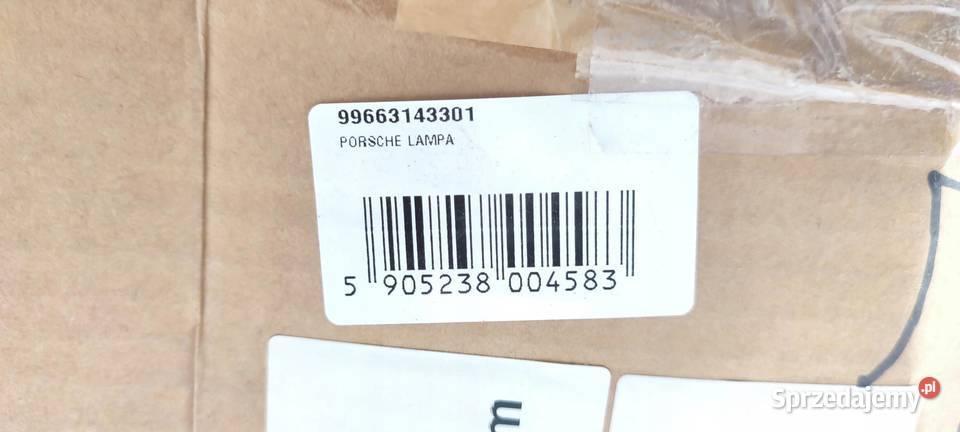 99663143301
PORSCHE LAMPA
5 905238 004583
m
Sprzedajemy.pl